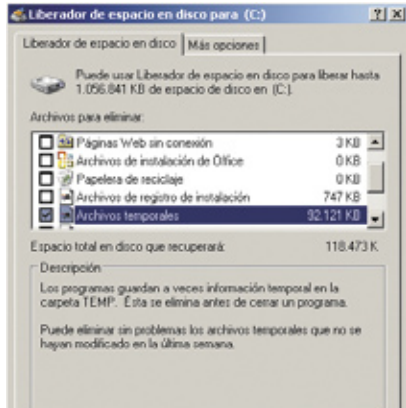 Liberador de espacio en disco para (C:)
Liberador de espacio en disco
Más opciones
Puede usar Liberador de espacio en disco para liberar hasta
1.056.841 KB de espacio de disco en (C:).
Archivos para eliminar:
Páginas Web sin conexión 3 KB
Archivos de instalación de Office 0 KB
Papelera de reciclaje 0 KB
Archivos de registro de instalación 747 KB
Archivos temporales 92.121 KB
Espacio total en disco que recuperará: 118.473 K
Descripción
Los programas guardan a veces información temporal en la
carpeta TEMP. Ésta se elimina antes de cerrar un programa.
Puede eliminar sin problemas los archivos temporales que no se
hayan modificado en la última semana.